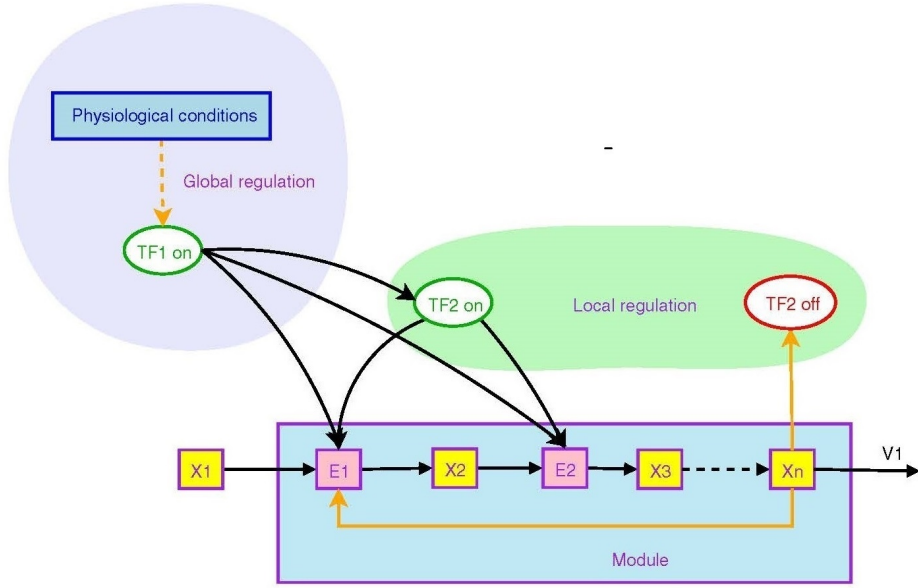 Physiological conditions
Global regulation
TF1 on
TF2 on
Local regulation
TF2 off
X1
E1
X2
E2
X3
Xn
V1
Module